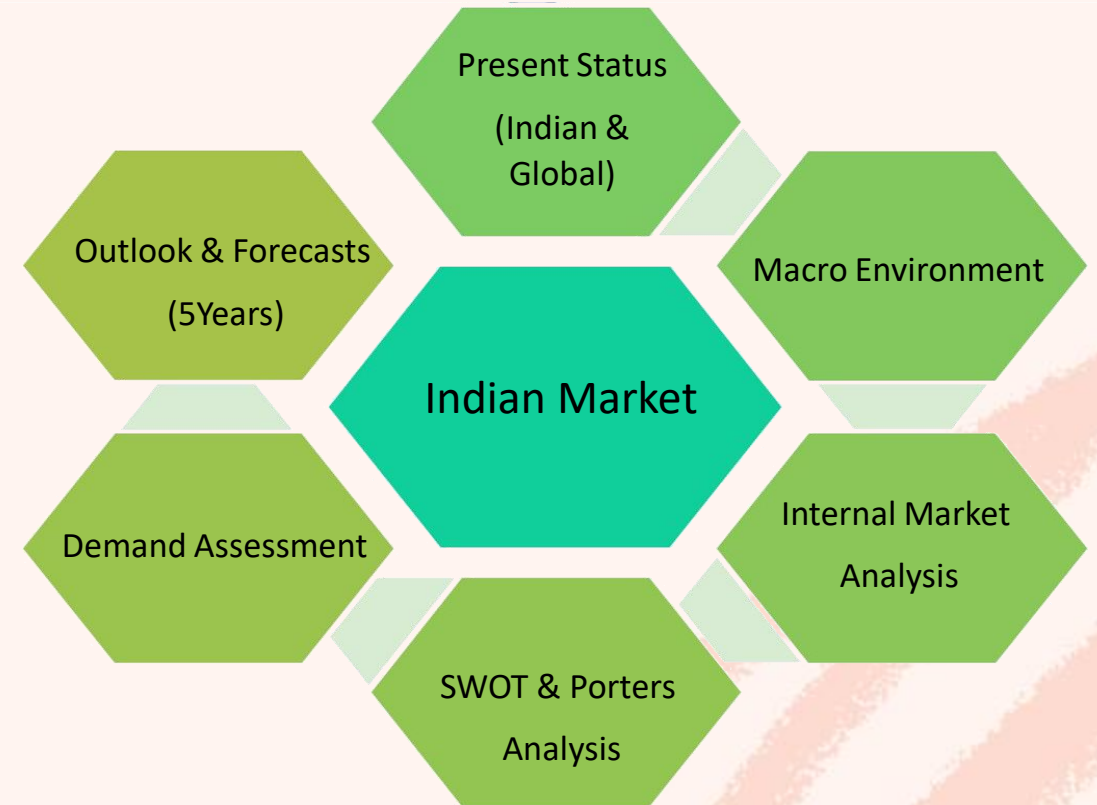 Present Status
(Indian &
Global)
Macro Environment
Internal Market
Analysis
SWOT & Porters
Analysis
Demand Assessment
Outlook & Forecasts
(5Years)
Indian Market